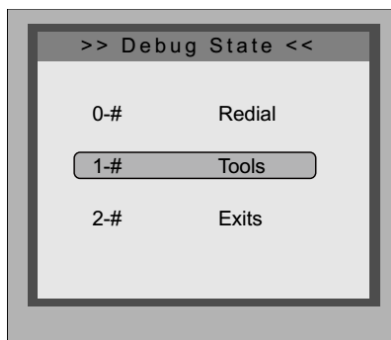 >> Debug State <<
0-# Redial
1-# Tools
2-# Exits